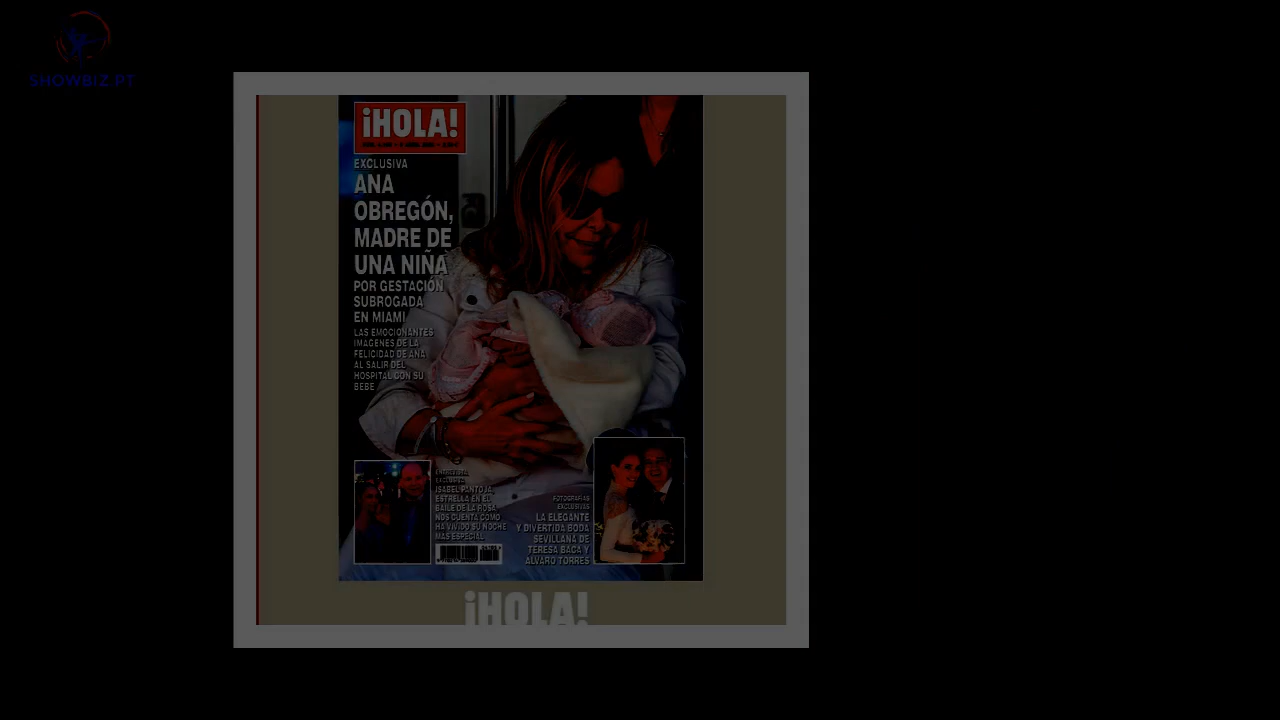 SHOWBIZ.PT
¡HOLA!
EXCLUSIVA
ANA
OBREGÓN,
MADRE DE
UNA NIÑA
POR GESTACIÓN
SUBROGADA
EN MIAMI
LAS EMOCIONANTES
IMÁGENES DE LA
FELICIDAD DE ANA
AL SALIR DEL
HOSPITAL CON SU
BEBÉ
ENTREVISTA
EXCLUSIVA
ISABEL PANTOJA,
ESTRELLA EN EL
BAILE DE LA ROSA,
NOS CUENTA CÓMO
HA VIVIDO SU NOCHE
MÁS ESPECIAL
FOTOGRAFÍAS
EXCLUSIVAS
LA ELEGANTE
Y DIVERTIDA BODA
SEVILLANA DE
TERESA BACA Y
ÁLVARO TORRES
¡HOLA!